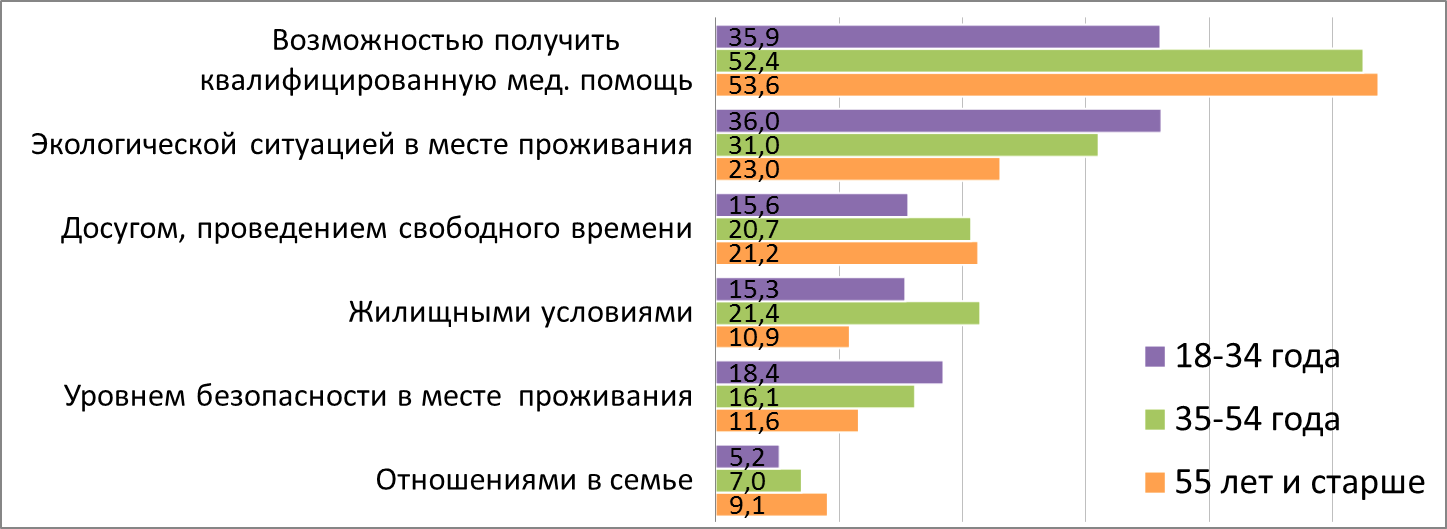 Возможностью получить
квалифицированную мед. помощь
35,9
52,4
53,6
Экологической ситуацией в месте проживания
36,0
31,0
23,0
Досугом, проведением свободного времени
15,6
20,7
21,2
Жилищными условиями
15,3
21,4
10,9
Уровнем безопасности в месте проживания
18,4
16,1
11,6
Отношениями в семье
5,2
7,0
9,1
18-34 года
35-54 года
55 лет и старше